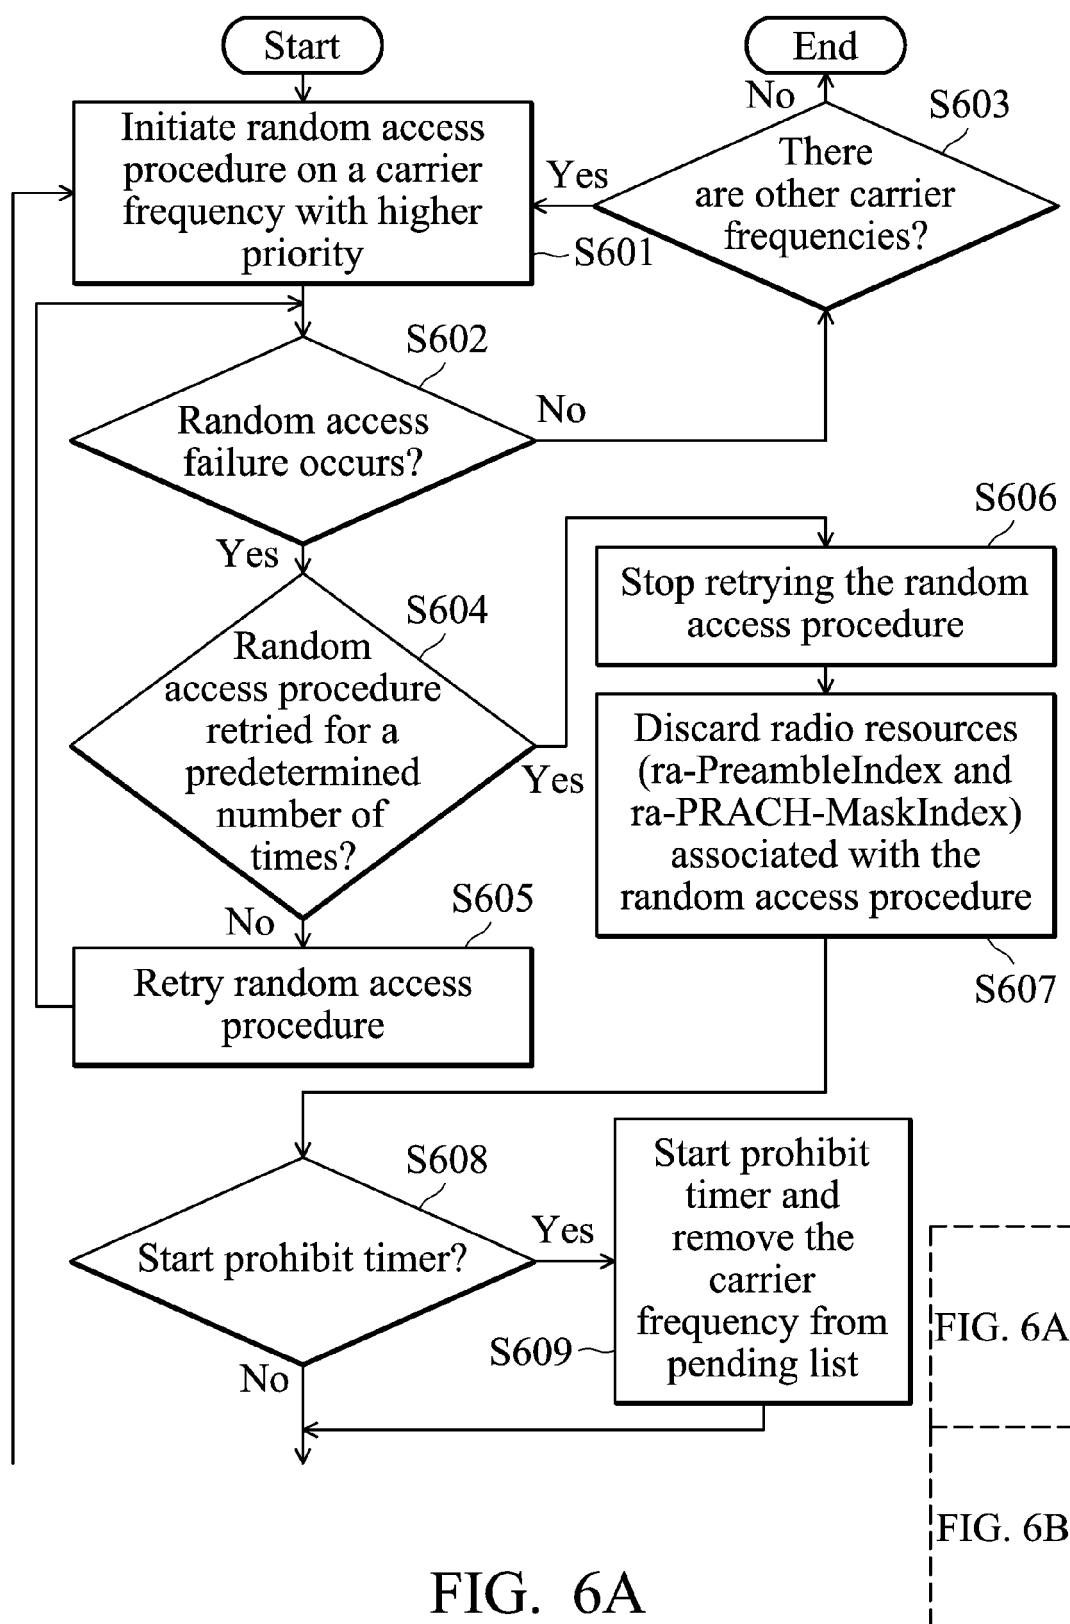 Start
End
No
S603
Initiate random access
procedure on a carrier
frequency with higher
priority
Yes
There
are other carrier
frequencies?
S601
S602
Random access
failure occurs?
No
Yes
S606
Stop retrying the random
access procedure
S604
Random
access procedure
retried for a
predetermined
number of
times?
Yes
Discard radio resources
(ra-PreambleIndex and
ra-PRACH-MaskIndex)
associated with the
random access procedure
S607
No
S605
Retry random access
procedure
S608
Start prohibit timer?
Yes
Start prohibit
timer and
remove the
carrier
frequency from
pending list
S609
No
FIG. 6A
FIG. 6B
FIG. 6A